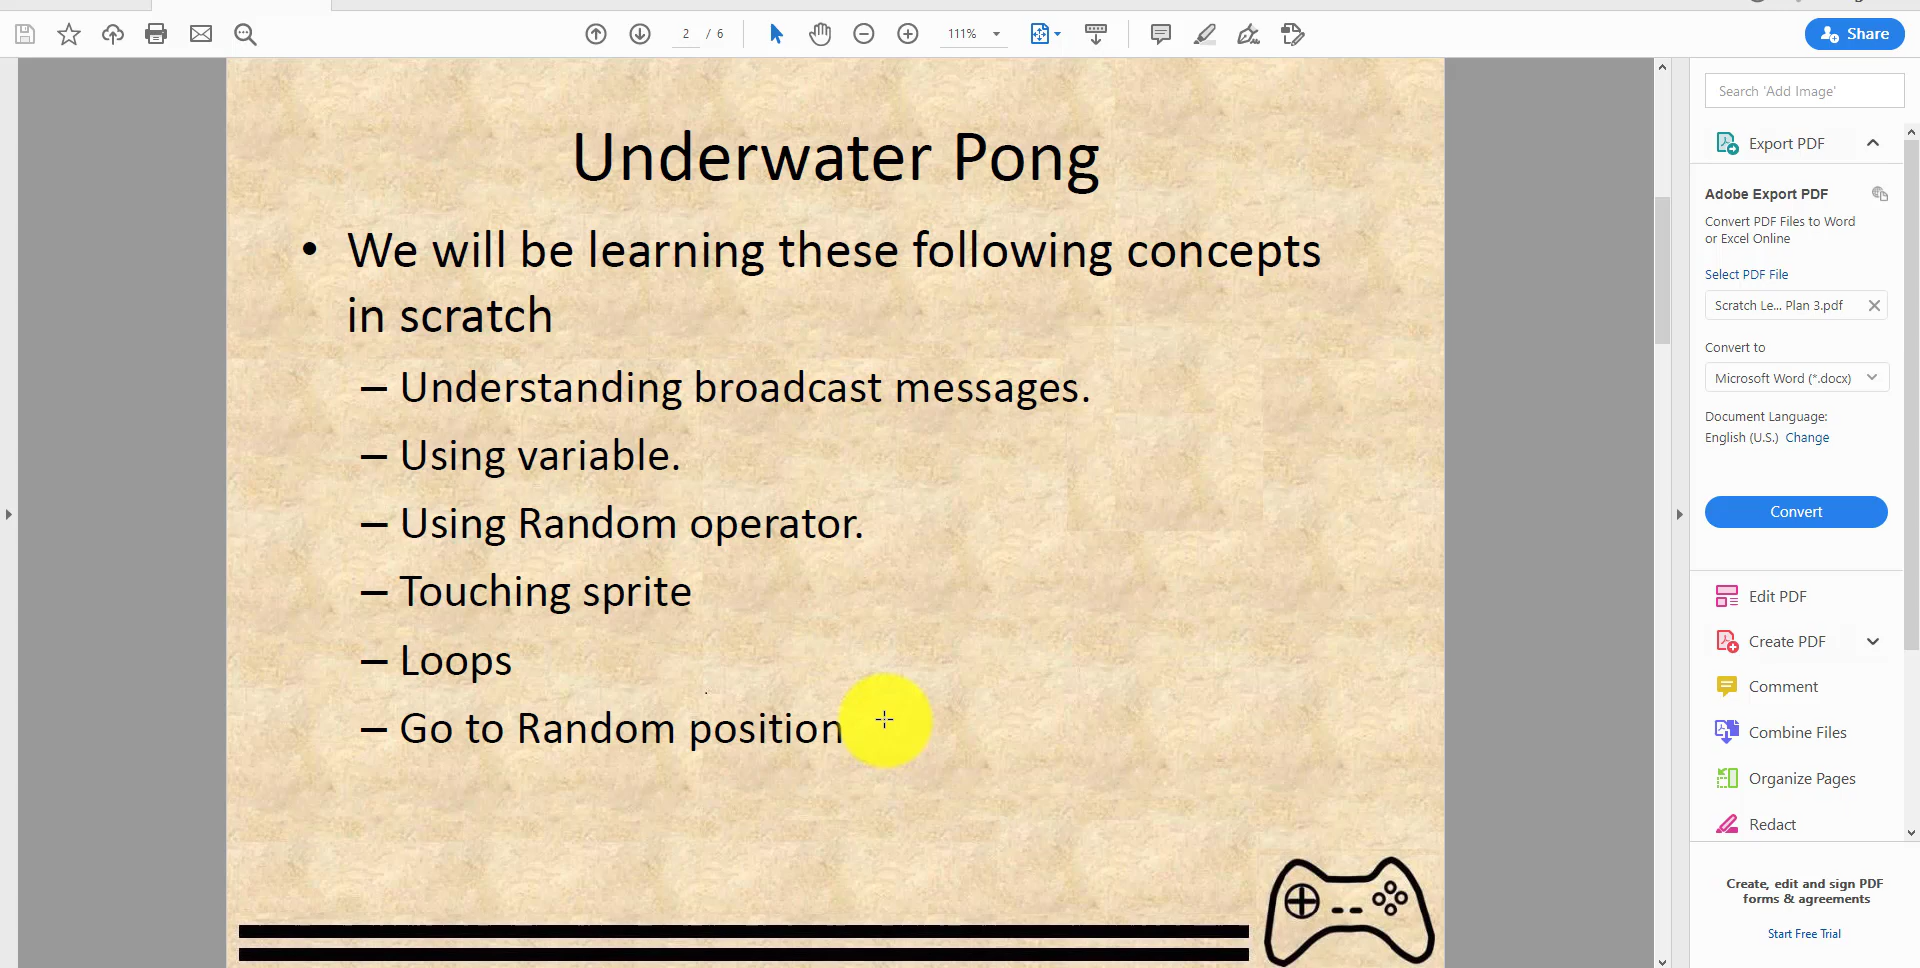 2 / 6
111%
Share
Underwater Pong
• We will be learning these following concepts
in scratch
– Understanding broadcast messages.
– Using variable.
– Using Random operator.
– Touching sprite
– Loops
– Go to Random position
Search 'Add Image'
Export PDF
Adobe Export PDF
Convert PDF Files to Word
or Excel Online
Select PDF File
Scratch Le... Plan 3.pdf
Convert to
Microsoft Word (*.docx)
Document Language:
English (U.S.) Change
Convert
Edit PDF
Create PDF
Comment
Combine Files
Organize Pages
Redact
Create, edit and sign PDF
forms & agreements
Start Free Trial